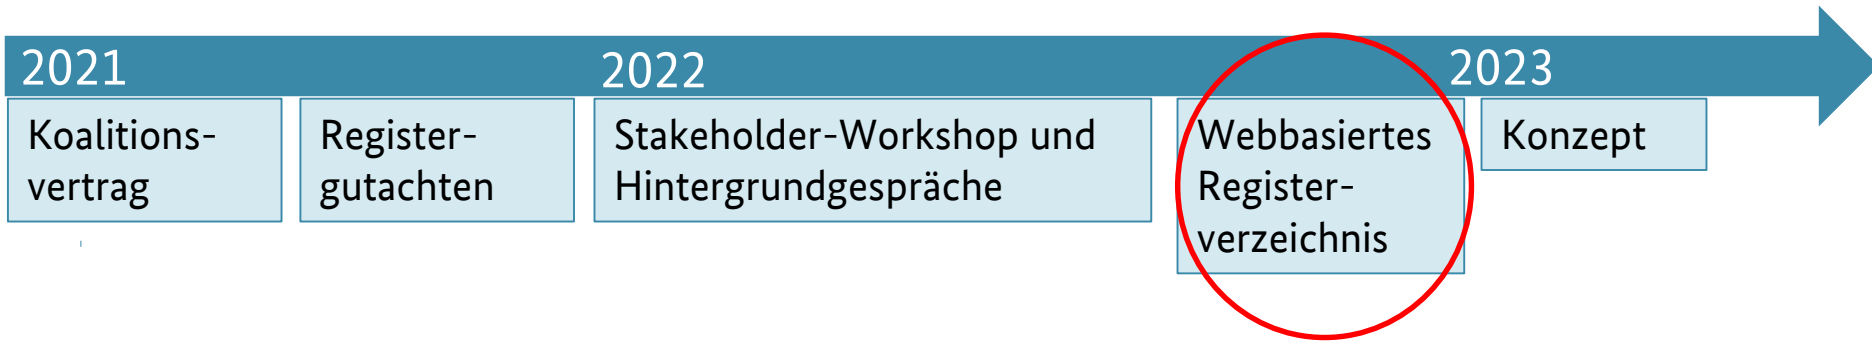 2021
2022
2023
Koalitions-
vertrag
Register-
gutachten
Stakeholder-Workshop und
Hintergrundgespräche
Webbasiertes
Register-
verzeichnis
Konzept